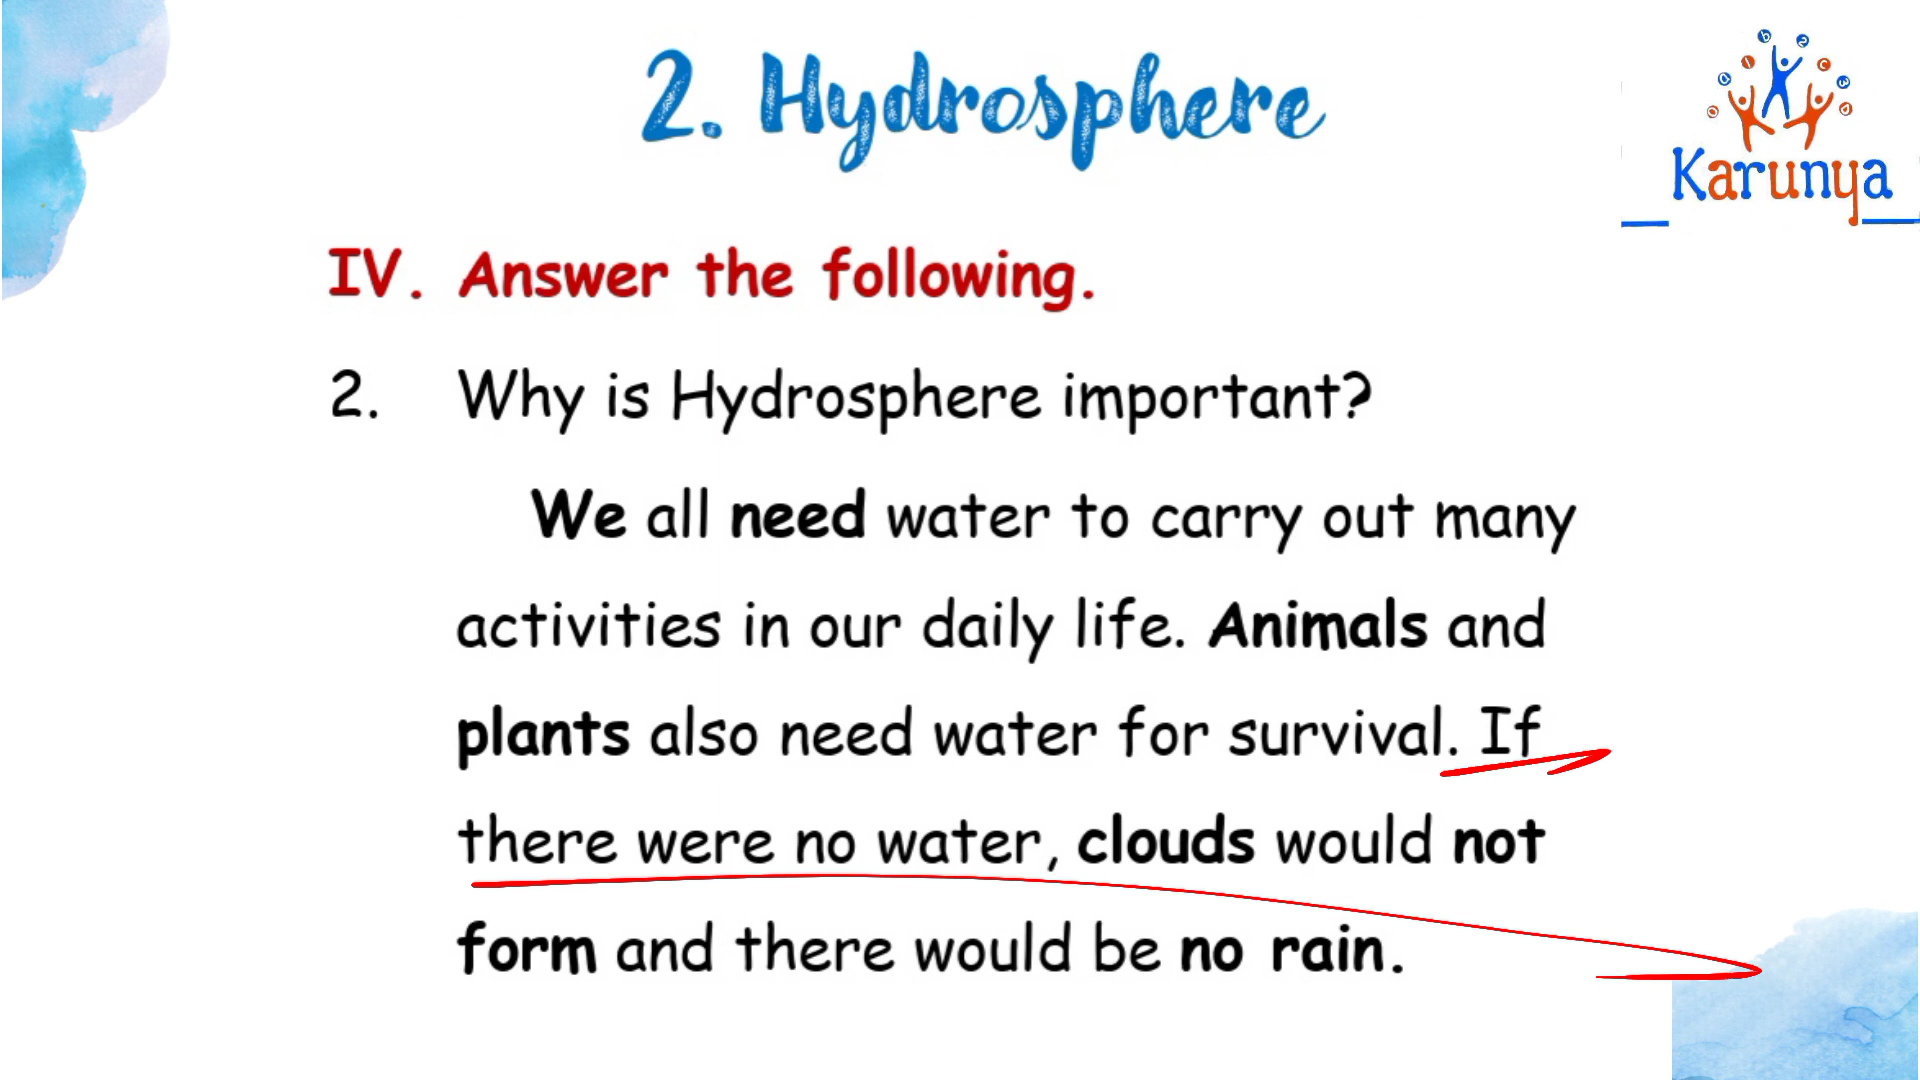 2. Hydrosphere
Karunya
IV. Answer the following.
2. Why is Hydrosphere important?
We all need water to carry out many
activities in our daily life. Animals and
plants also need water for survival. If
there were no water, clouds would not
form and there would be no rain.